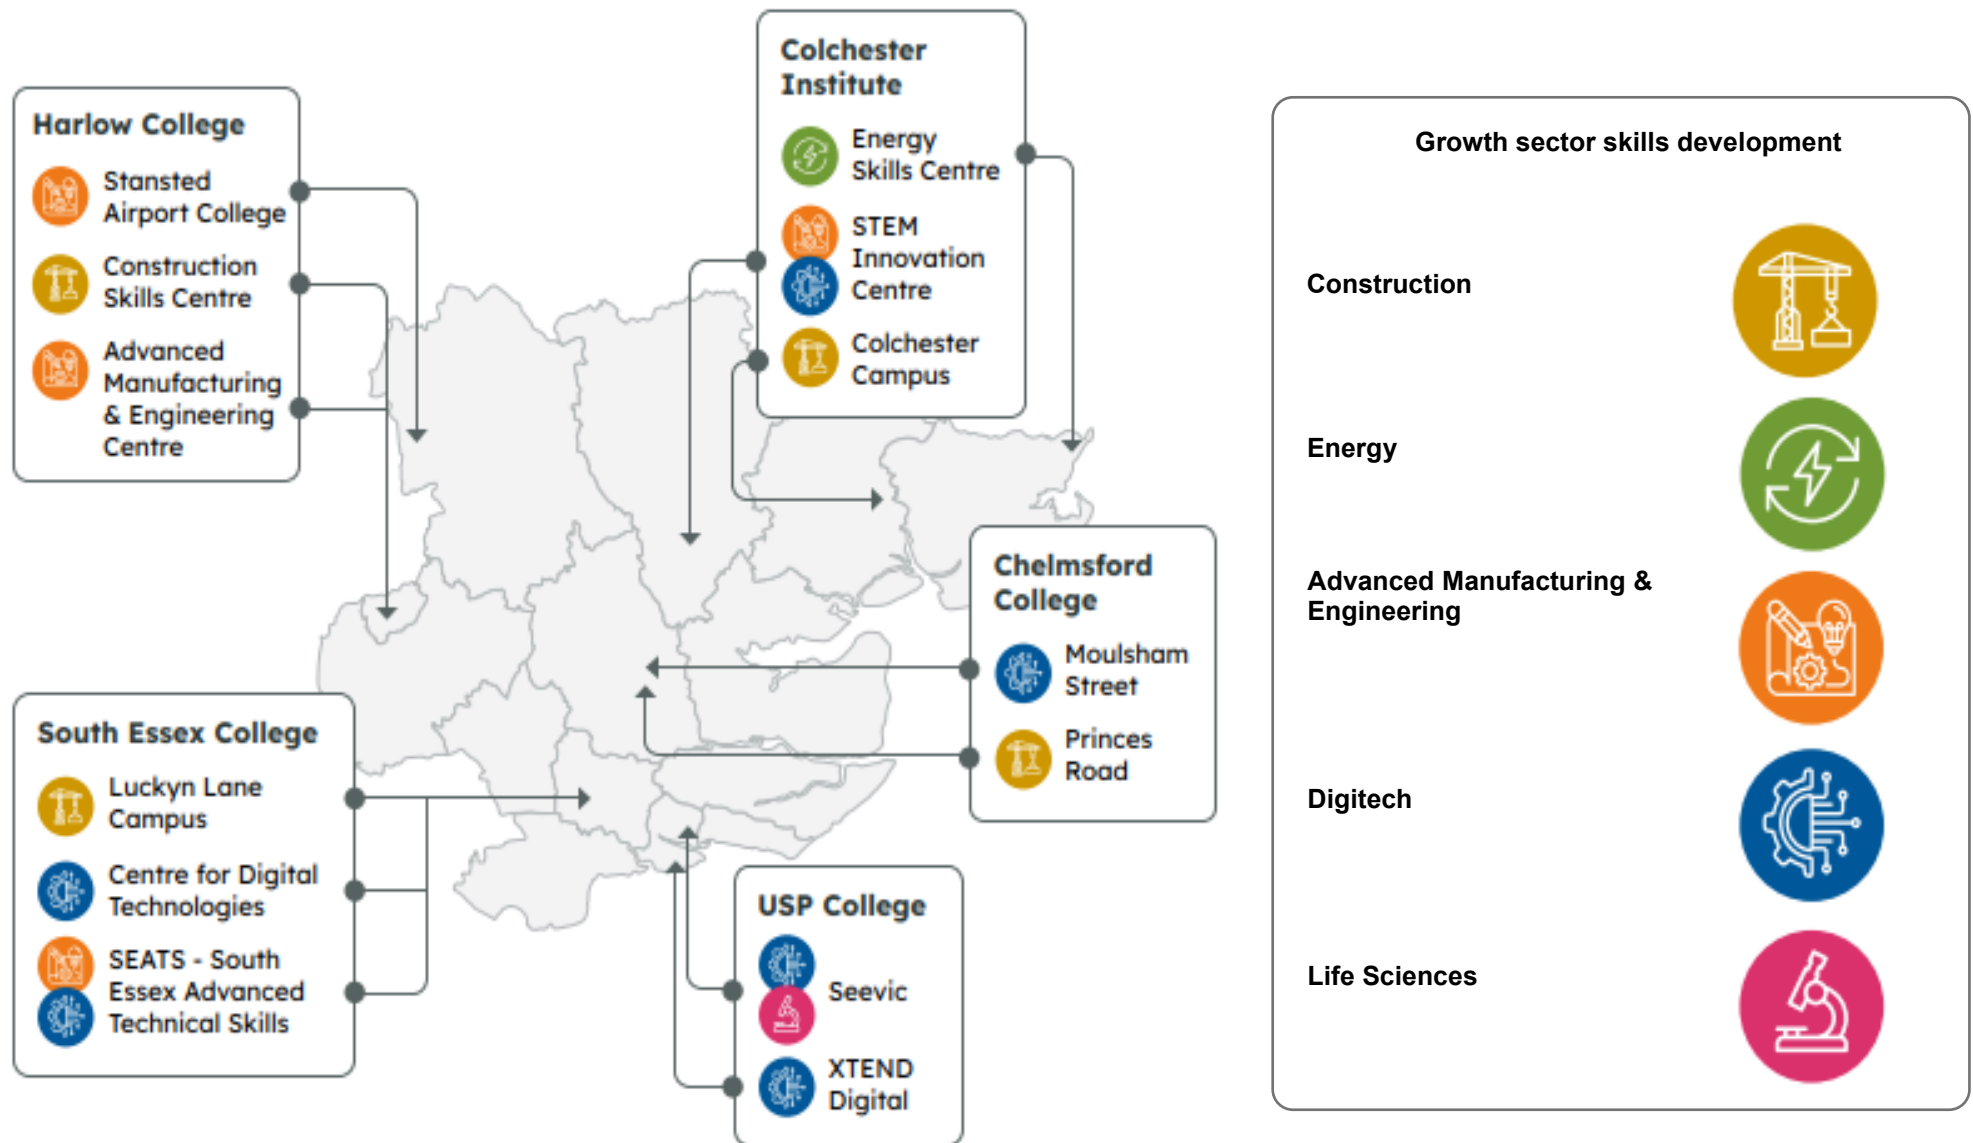 Harlow College
Stansted
Airport College
Construction
Skills Centre
Advanced
Manufacturing
& Engineering
Centre
Colchester
Institute
Energy
Skills Centre
STEM
Innovation
Centre
Colchester
Campus
Chelmsford
College
Moulsham
Street
Princes
Road
South Essex College
Luckyn Lane
Campus
Centre for Digital
Technologies
SEATS - South
Essex Advanced
Technical Skills
USP College
Seevic
XTEND
Digital
Growth sector skills development
Construction
Energy
Advanced Manufacturing &
Engineering
Digitech
Life Sciences